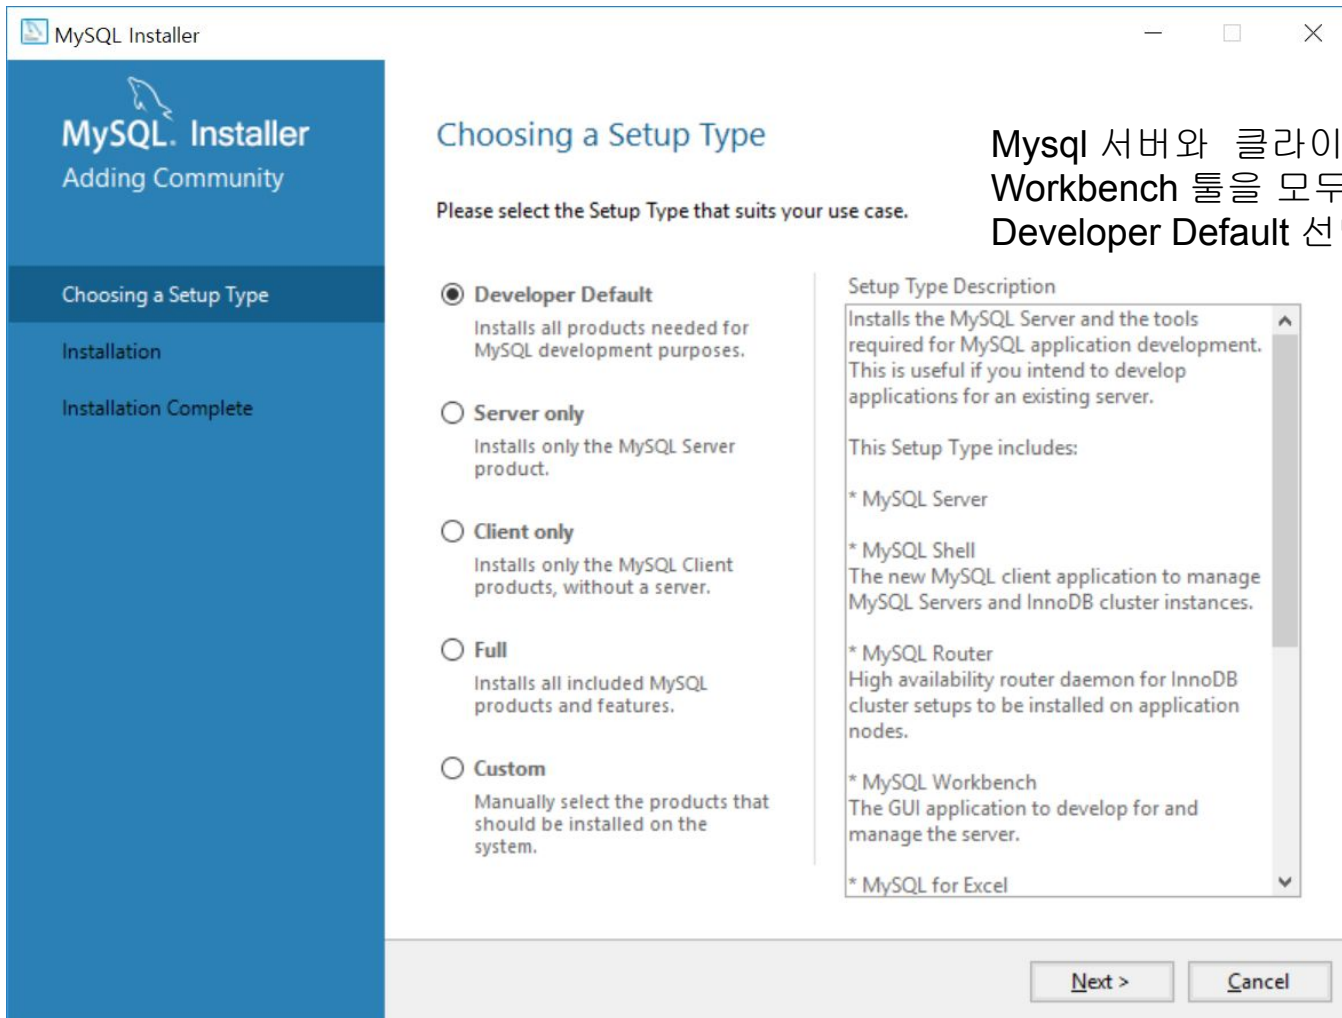 MySQL Installer
MySQL. Installer
Adding Community
Choosing a Setup Type
Installation
Installation Complete
Choosing a Setup Type
Please select the Setup Type that suits your use case.
Mysql 서버와 클라이
Workbench 툴을 모두
Developer Default
Developer Default
Installs all products needed for
MySQL development purposes.
Server only
Installs only the MySQL Server
product.
Client only
Installs only the MySQL Client
products, without a server.
Full
Installs all included MySQL
products and features.
Custom
Manually select the products that
should be installed on the
system.
Setup Type Description
Installs the MySQL Server and the tools
required for MySQL application development.
This is useful if you intend to develop
applications for an existing server.
This Setup Type includes:
* MySQL Server
* MySQL Shell
The new MySQL client application to manage
MySQL Servers and InnoDB cluster instances.
* MySQL Router
High availability router daemon for InnoDB
cluster setups to be installed on application
nodes.
* MySQL Workbench
The GUI application to develop for and
manage the server.
* MySQL for Excel
Next >
Cancel